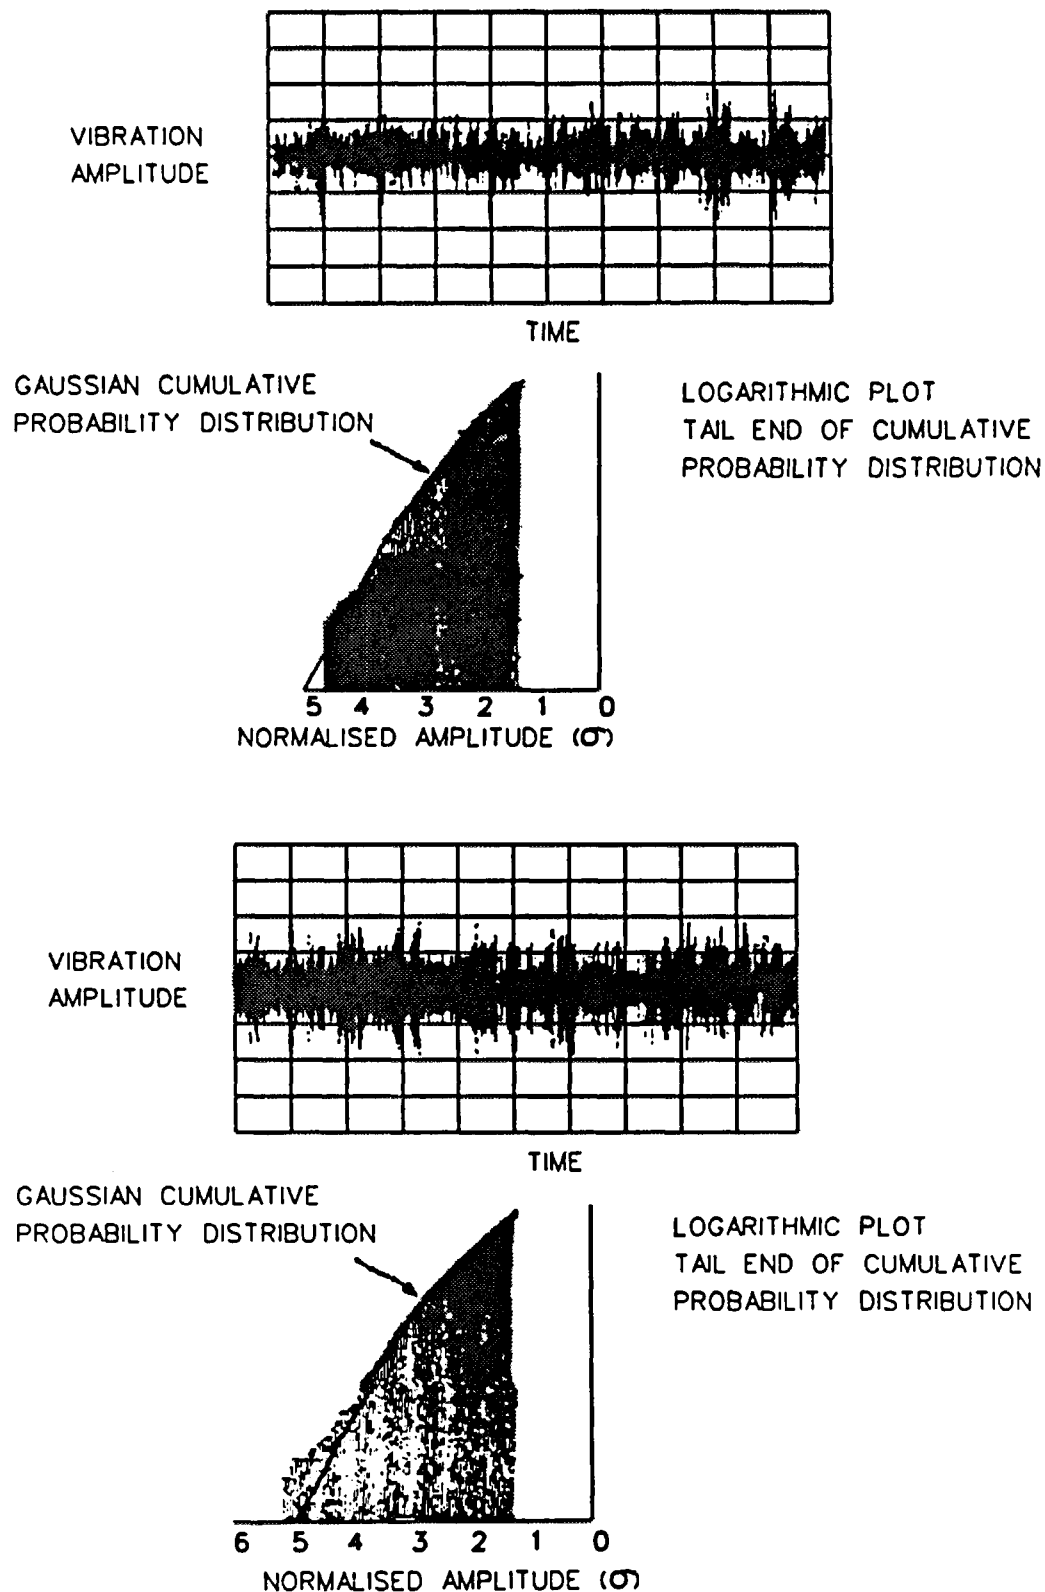 VIBRATION
AMPLITUDE
TIME
GAUSSIAN CUMULATIVE
PROBABILITY DISTRIBUTION
LOGARITHMIC PLOT
TAIL END OF CUMULATIVE
PROBABILITY DISTRIBUTION
5 4 3 2 1 0
NORMALISED AMPLITUDE (σ)
VIBRATION
AMPLITUDE
TIME
GAUSSIAN CUMULATIVE
PROBABILITY DISTRIBUTION
LOGARITHMIC PLOT
TAIL END OF CUMULATIVE
PROBABILITY DISTRIBUTION
6 5 4 3 2 1 0
NORMALISED AMPLITUDE (σ)